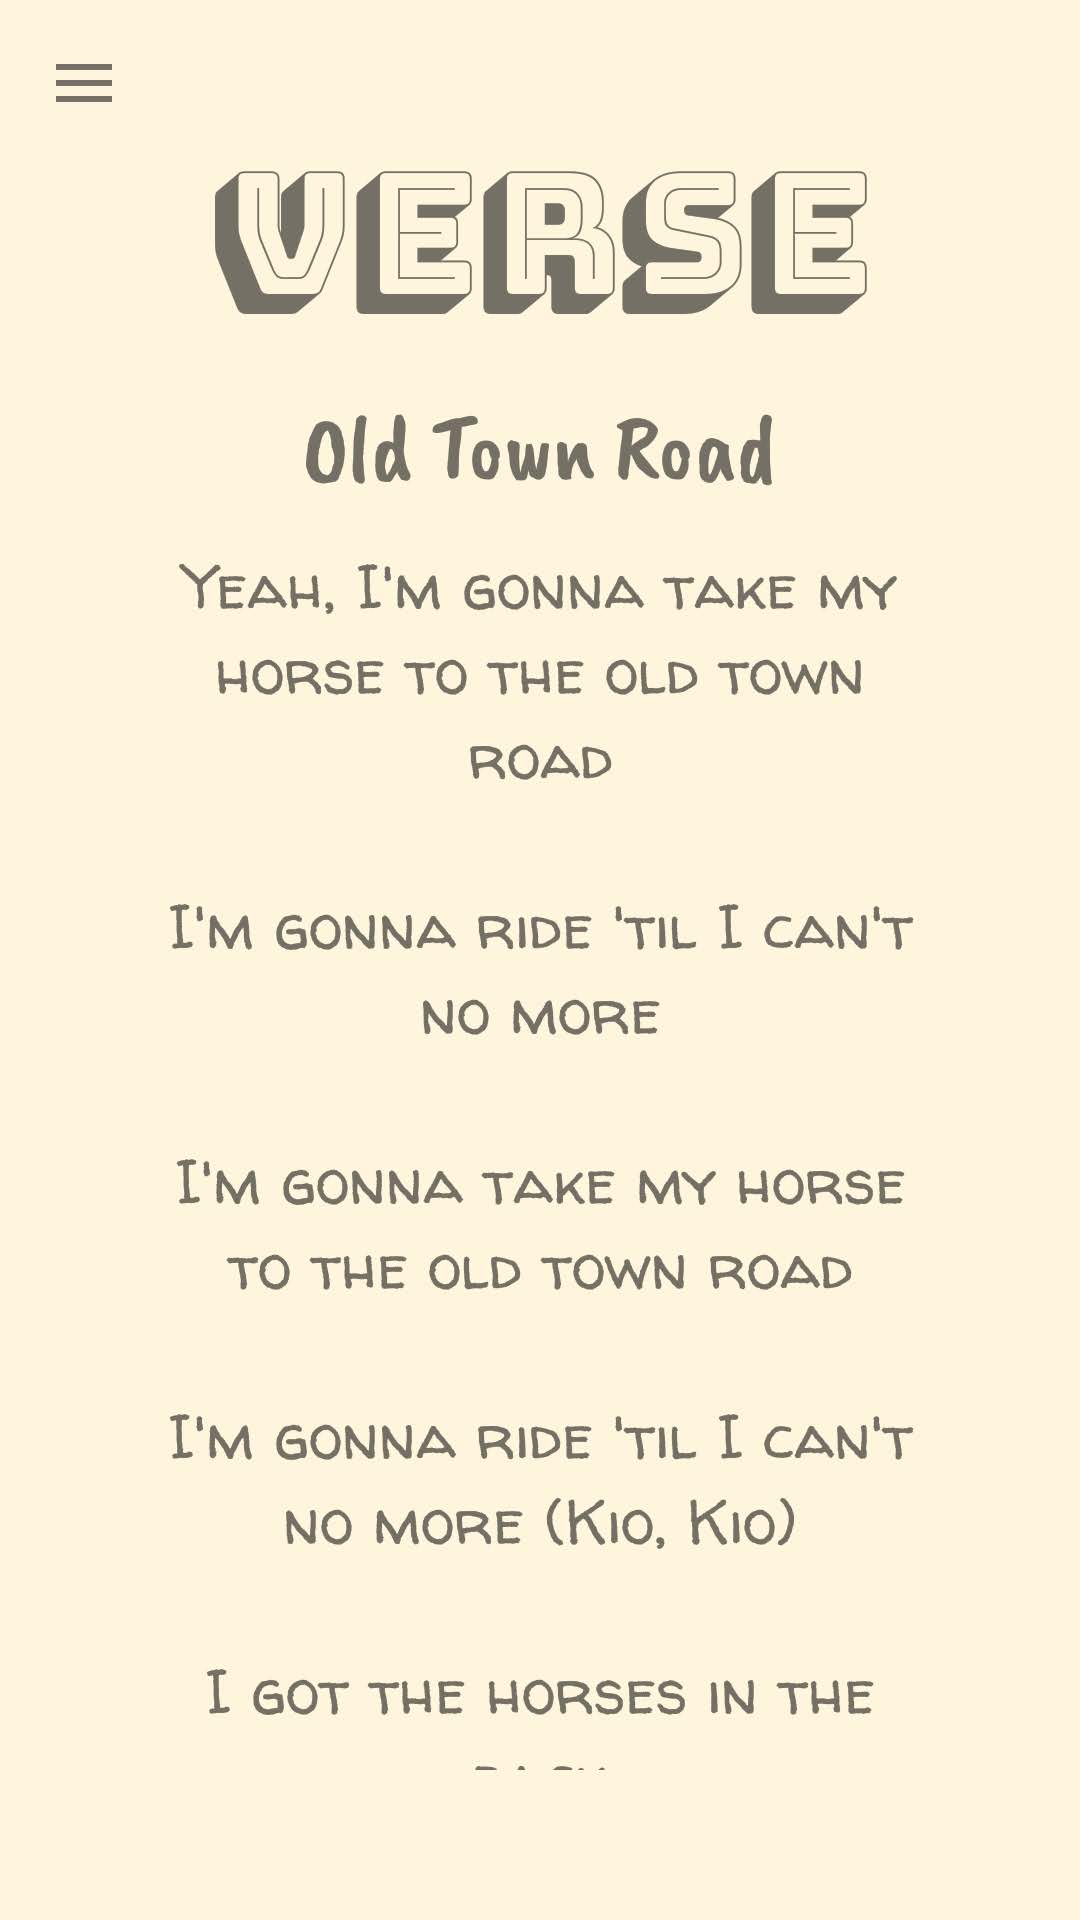 VERSE
Old Town Road
Yeah, I'm gonna take my
horse to the old town
road
I'm gonna ride 'til I can't
no more
I'm gonna take my horse
to the old town road
I'm gonna ride 'til I can't
no more (Kio, Kio)
I got the horses in the